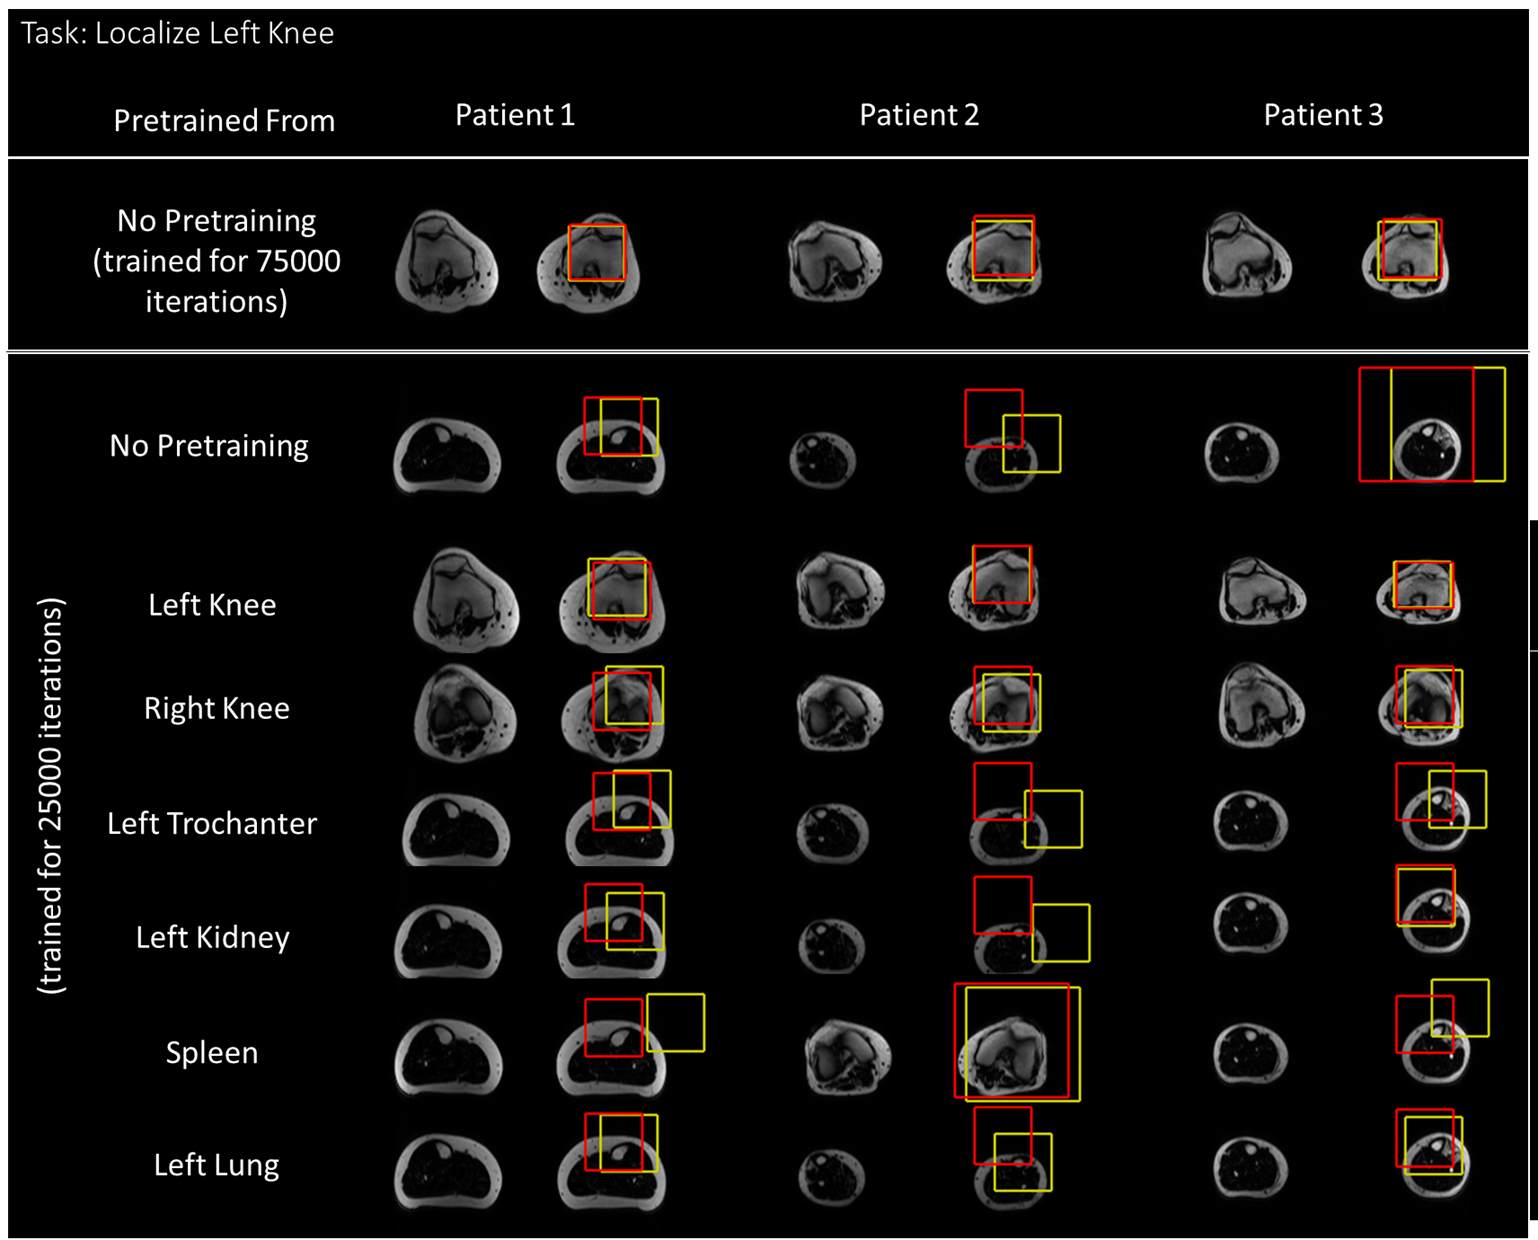 Task: Localize Left Knee
Pretrained From
Patient 1
Patient 2
Patient 3
No Pretraining
(trained for 75000
iterations)
(trained for 25000 iterations)
No Pretraining
Left Knee
Right Knee
Left Trochanter
Left Kidney
Spleen
Left Lung